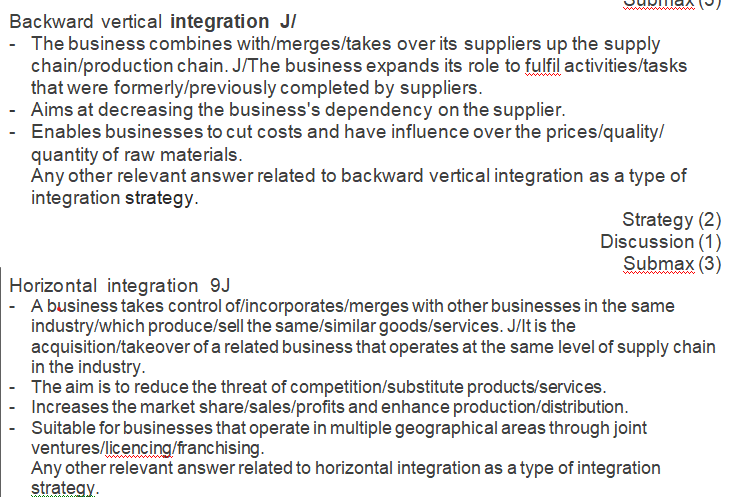 Submax (3)
Backward vertical integration J/
- The business combines with/merges/takes over its suppliers up the supply
chain/production chain. J/The business expands its role to fulfil activities/tasks
that were formerly/previously completed by suppliers.
- Aims at decreasing the business's dependency on the supplier.
- Enables businesses to cut costs and have influence over the prices/quality/
quantity of raw materials.
Any other relevant answer related to backward vertical integration as a type of
integration strategy.
Strategy (2)
Discussion (1)
Submax (3)
Horizontal integration 9J
- A business takes control of/incorporates/merges with other businesses in the same
industry/which produce/sell the same/similar goods/services. J/It is the
acquisition/takeover of a related business that operates at the same level of supply chain
in the industry.
- The aim is to reduce the threat of competition/substitute products/services.
- Increases the market share/sales/profits and enhance production/distribution.
- Suitable for businesses that operate in multiple geographical areas through joint
ventures/licencing/franchising.
Any other relevant answer related to horizontal integration as a type of integration
strategy.